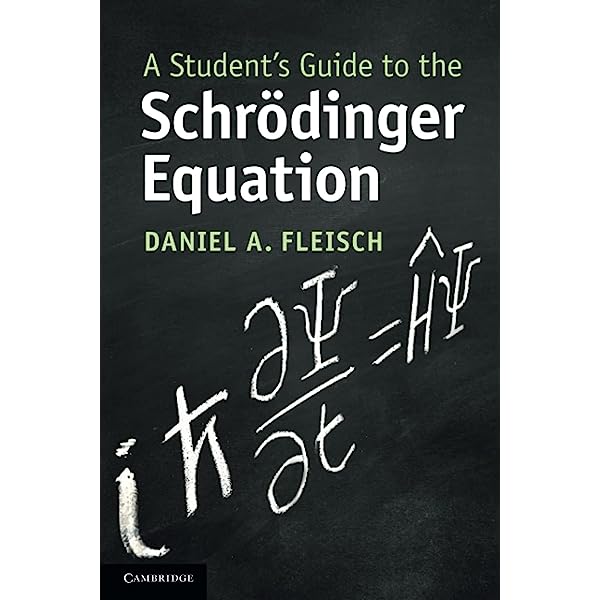 A Student's Guide to the
Schrödinger
Equation
DANIEL A. FLEISCH
iħ ∂Ψ/∂t = ĤΨ
CAMBRIDGE